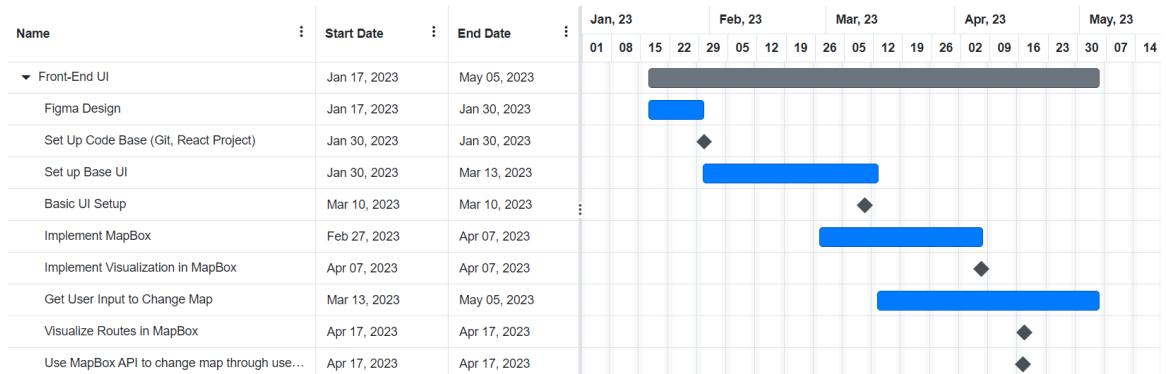 Name Start Date End Date Jan, 23 Feb, 23 Mar, 23 Apr, 23 May, 23
01 08 15 22 29 05 12 19 26 05 12 19 26 02 09 16 23 30 07 14
Front-End UI Jan 17, 2023 May 05, 2023
Figma Design Jan 17, 2023 Jan 30, 2023
Set Up Code Base (Git, React Project) Jan 30, 2023 Jan 30, 2023
Set up Base UI Jan 30, 2023 Mar 13, 2023
Basic UI Setup Mar 10, 2023 Mar 10, 2023
Implement MapBox Feb 27, 2023 Apr 07, 2023
Implement Visualization in MapBox Apr 07, 2023 Apr 07, 2023
Get User Input to Change Map Mar 13, 2023 May 05, 2023
Visualize Routes in MapBox Apr 17, 2023 Apr 17, 2023
Use MapBox API to change map through use… Apr 17, 2023 Apr 17, 2023